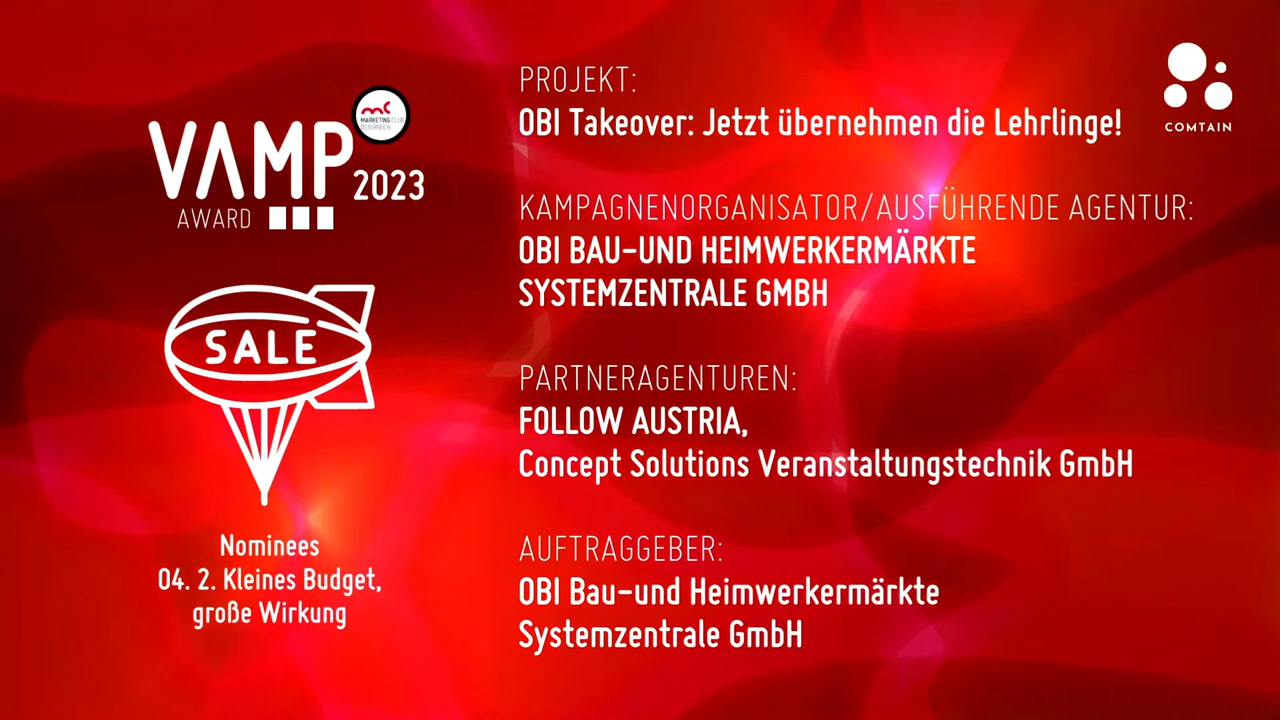 VAMP
2023
AWARD
MARKETING CLUB
ÖSTERREICH
SALE
Nominees
04. 2. Kleines Budget,
große Wirkung
PROJEKT:
OBI Takeover: Jetzt übernehmen die Lehrlinge!
KAMPAGNENORGANISATOR/AUSFÜHRENDE AGENTUR:
OBI BAU-UND HEIMWERKERMÄRKTE
SYSTEMZENTRALE GMBH
PARTNERAGENTUREN:
FOLLOW AUSTRIA,
Concept Solutions Veranstaltungstechnik GmbH
AUFTRAGGEBER:
OBI Bau-und Heimwerkermärkte
Systemzentrale GmbH
COMTAIN